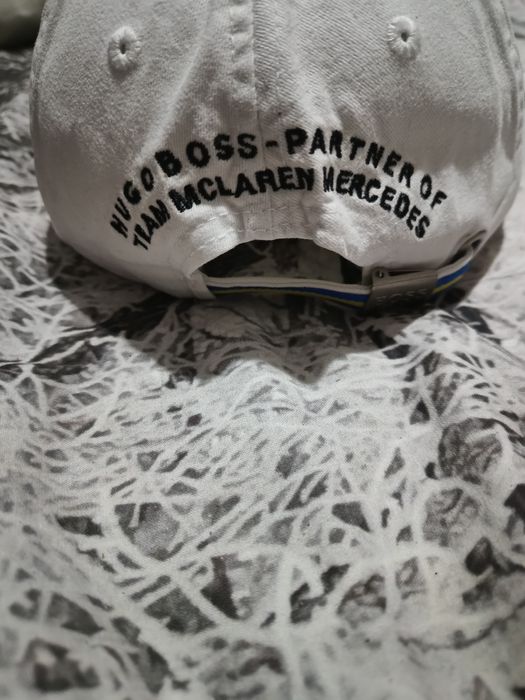 HUGO BOSS - PARTNER OF
TEAM MCLAREN MERCEDES